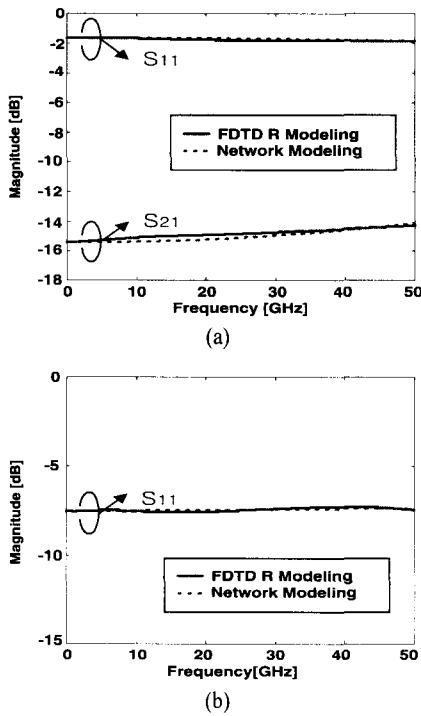 0
-2
-4
-6
-8
-10
-12
-14
-16
-18
Magnitude [dB]
S11
FDTD R Modeling
Network Modeling
S21
0 10 20 30 40 50
Frequency [GHz]
(a)
0
-5
-10
-15
Magnitude [dB]
S11
FDTD R Modeling
Network Modeling
0 10 20 30 40 50
Frequency[GHz]
(b)